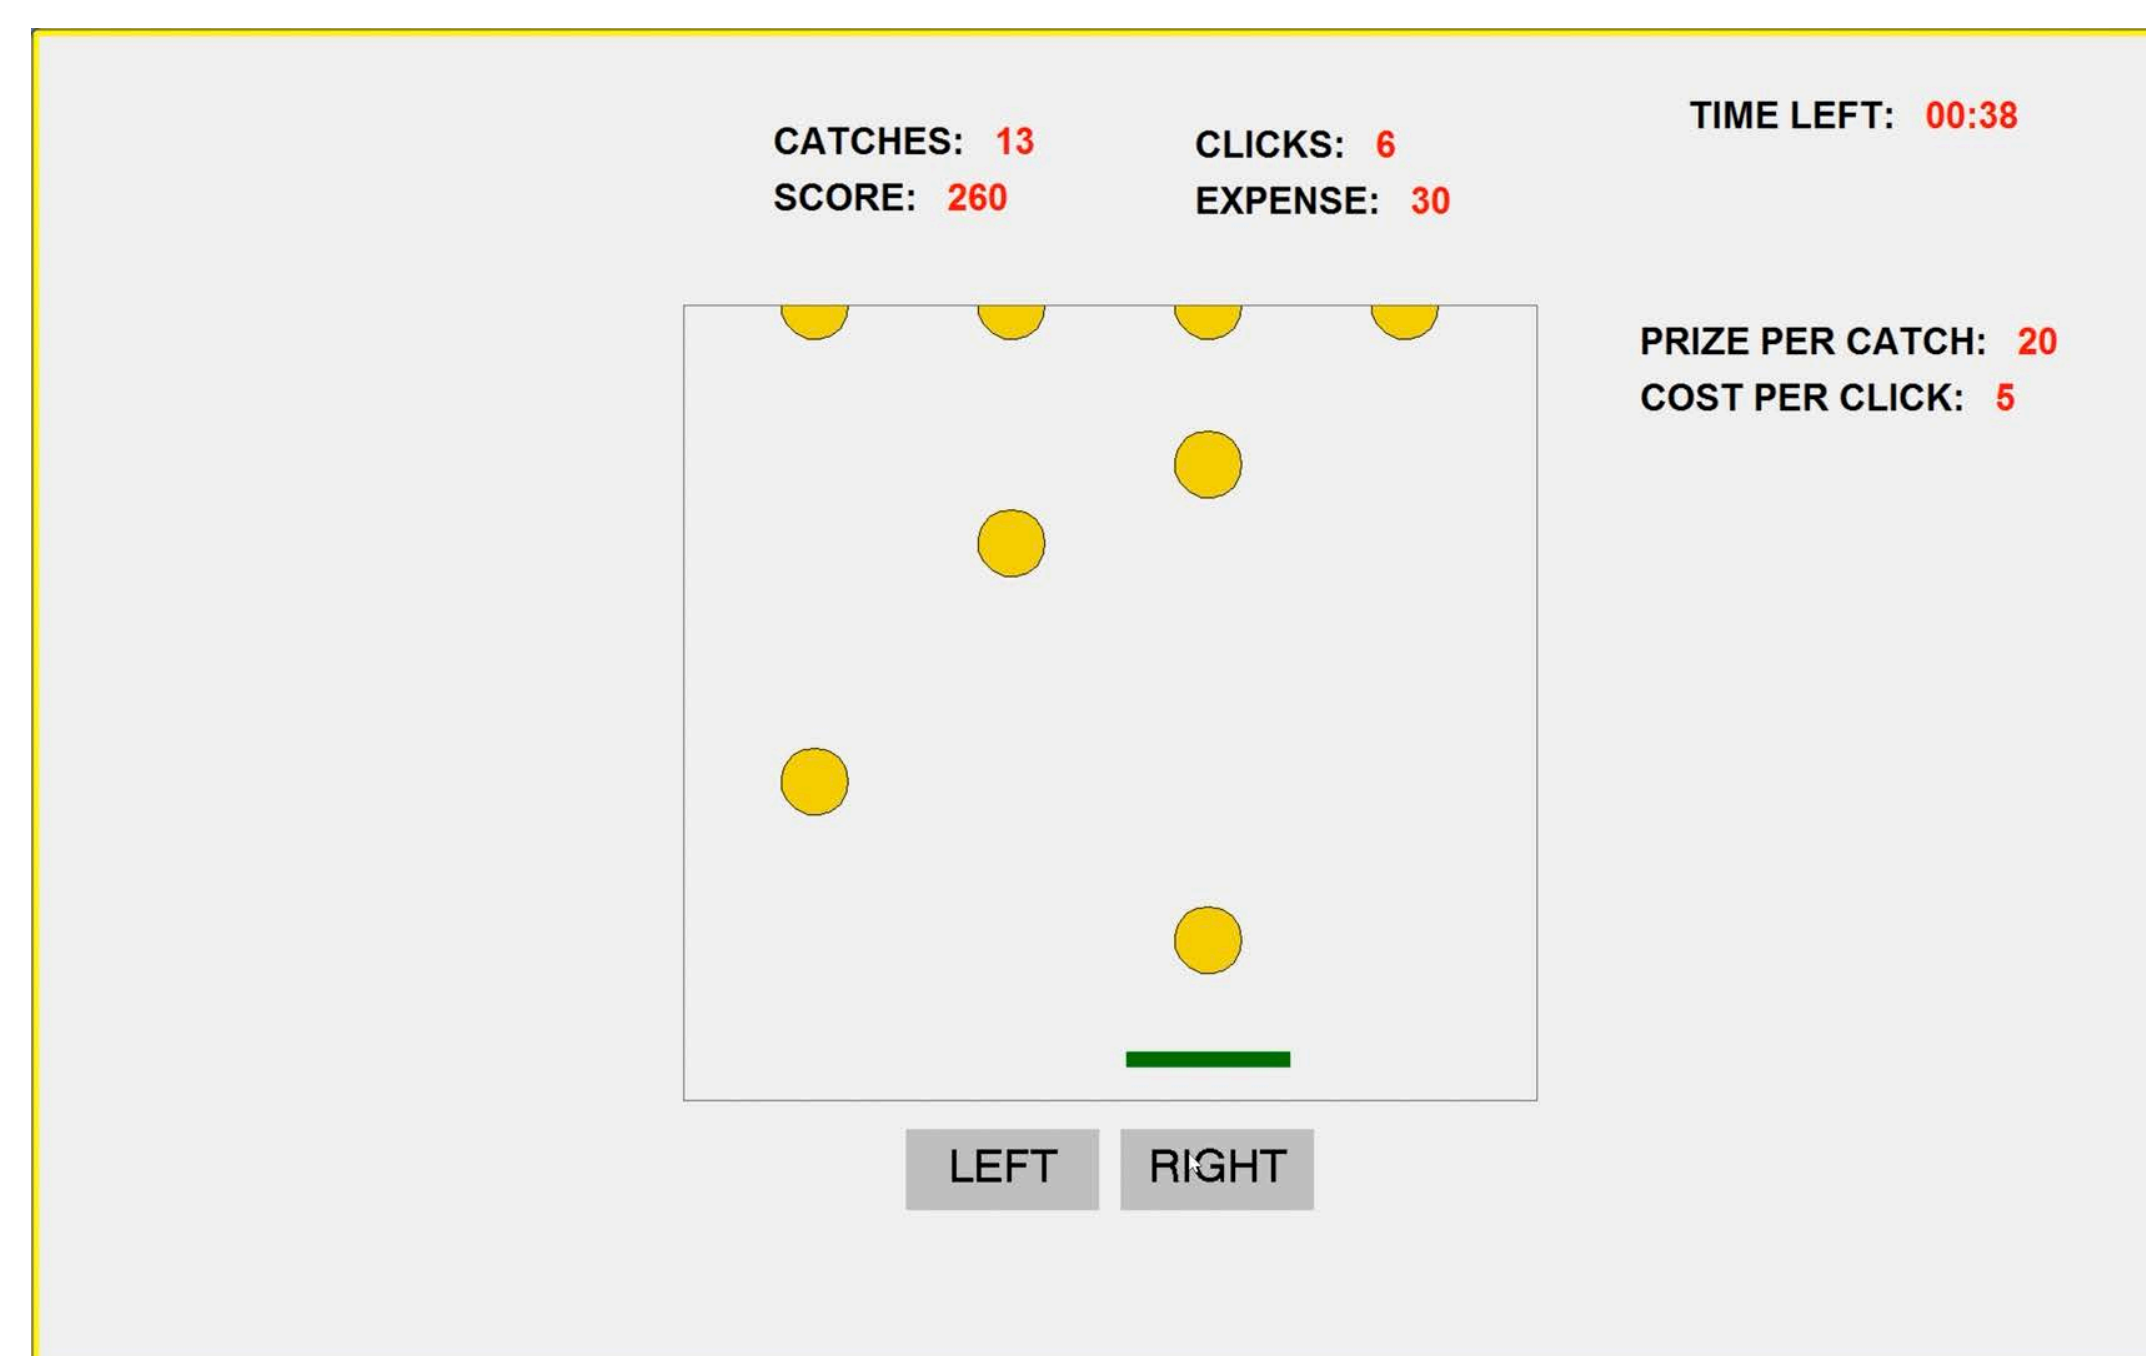 TIME LEFT: 00:38
CATCHES: 13
CLICKS: 6
SCORE: 260
EXPENSE: 30
PRIZE PER CATCH: 20
COST PER CLICK: 5
LEFT
RIGHT